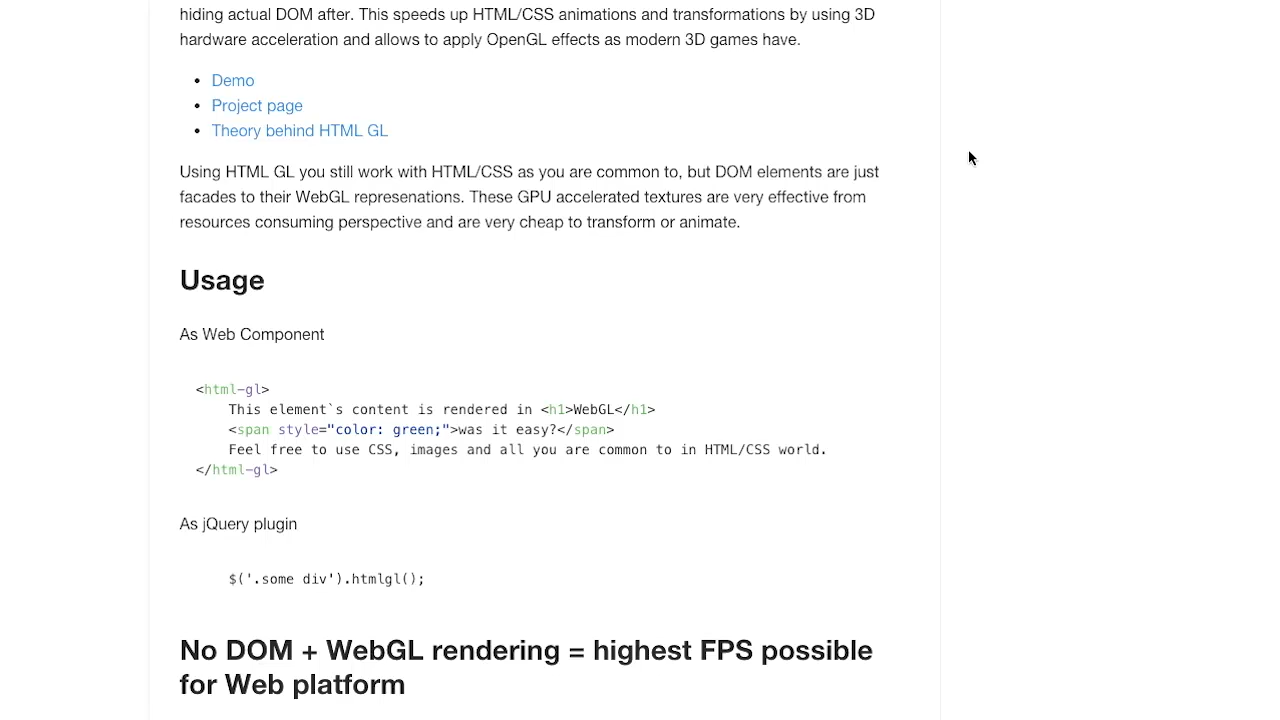 hiding actual DOM after. This speeds up HTML/CSS animations and transformations by using 3D
hardware acceleration and allows to apply OpenGL effects as modern 3D games have.
• Demo
• Project page
• Theory behind HTML GL
Using HTML GL you still work with HTML/CSS as you are common to, but DOM elements are just
facades to their WebGL represenations. These GPU accelerated textures are very effective from
resources consuming perspective and are very cheap to transform or animate.
Usage
As Web Component
<html-gl>
    This element`s content is rendered in <h1>WebGL</h1>
    <span style="color: green;">was it easy?</span>
    Feel free to use CSS, images and all you are common to in HTML/CSS world.
</html-gl>
As jQuery plugin
    $('.some div').htmlgl();
No DOM + WebGL rendering = highest FPS possible
for Web platform